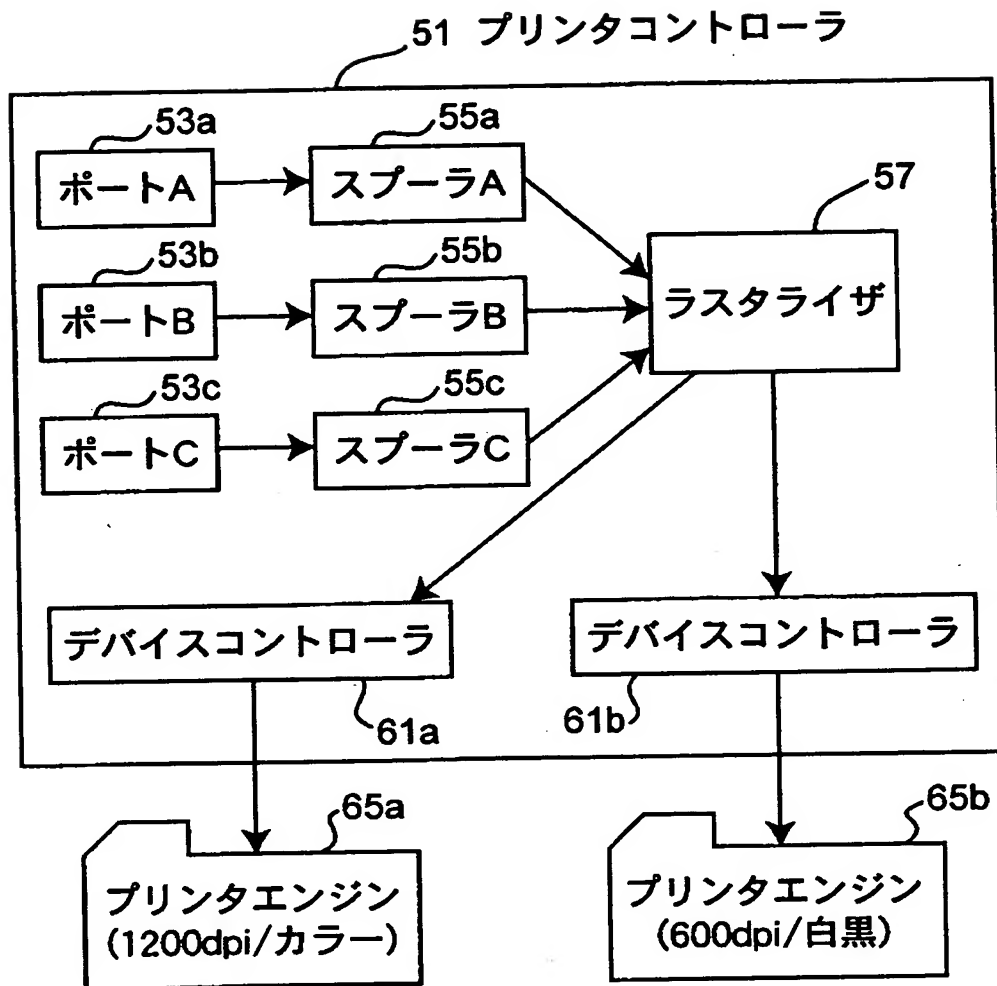 51 プリンタコントローラ
53a
55a
ポートA
スプーラA
57
53b
55b
ラスタライザ
ポートB
スプーラB
53c
55c
ポートC
スプーラC
デバイスコントローラ
デバイスコントローラ
61a
61b
65a
65b
プリンタエンジン
(1200dpi/カラー)
プリンタエンジン
(600dpi/白黒)